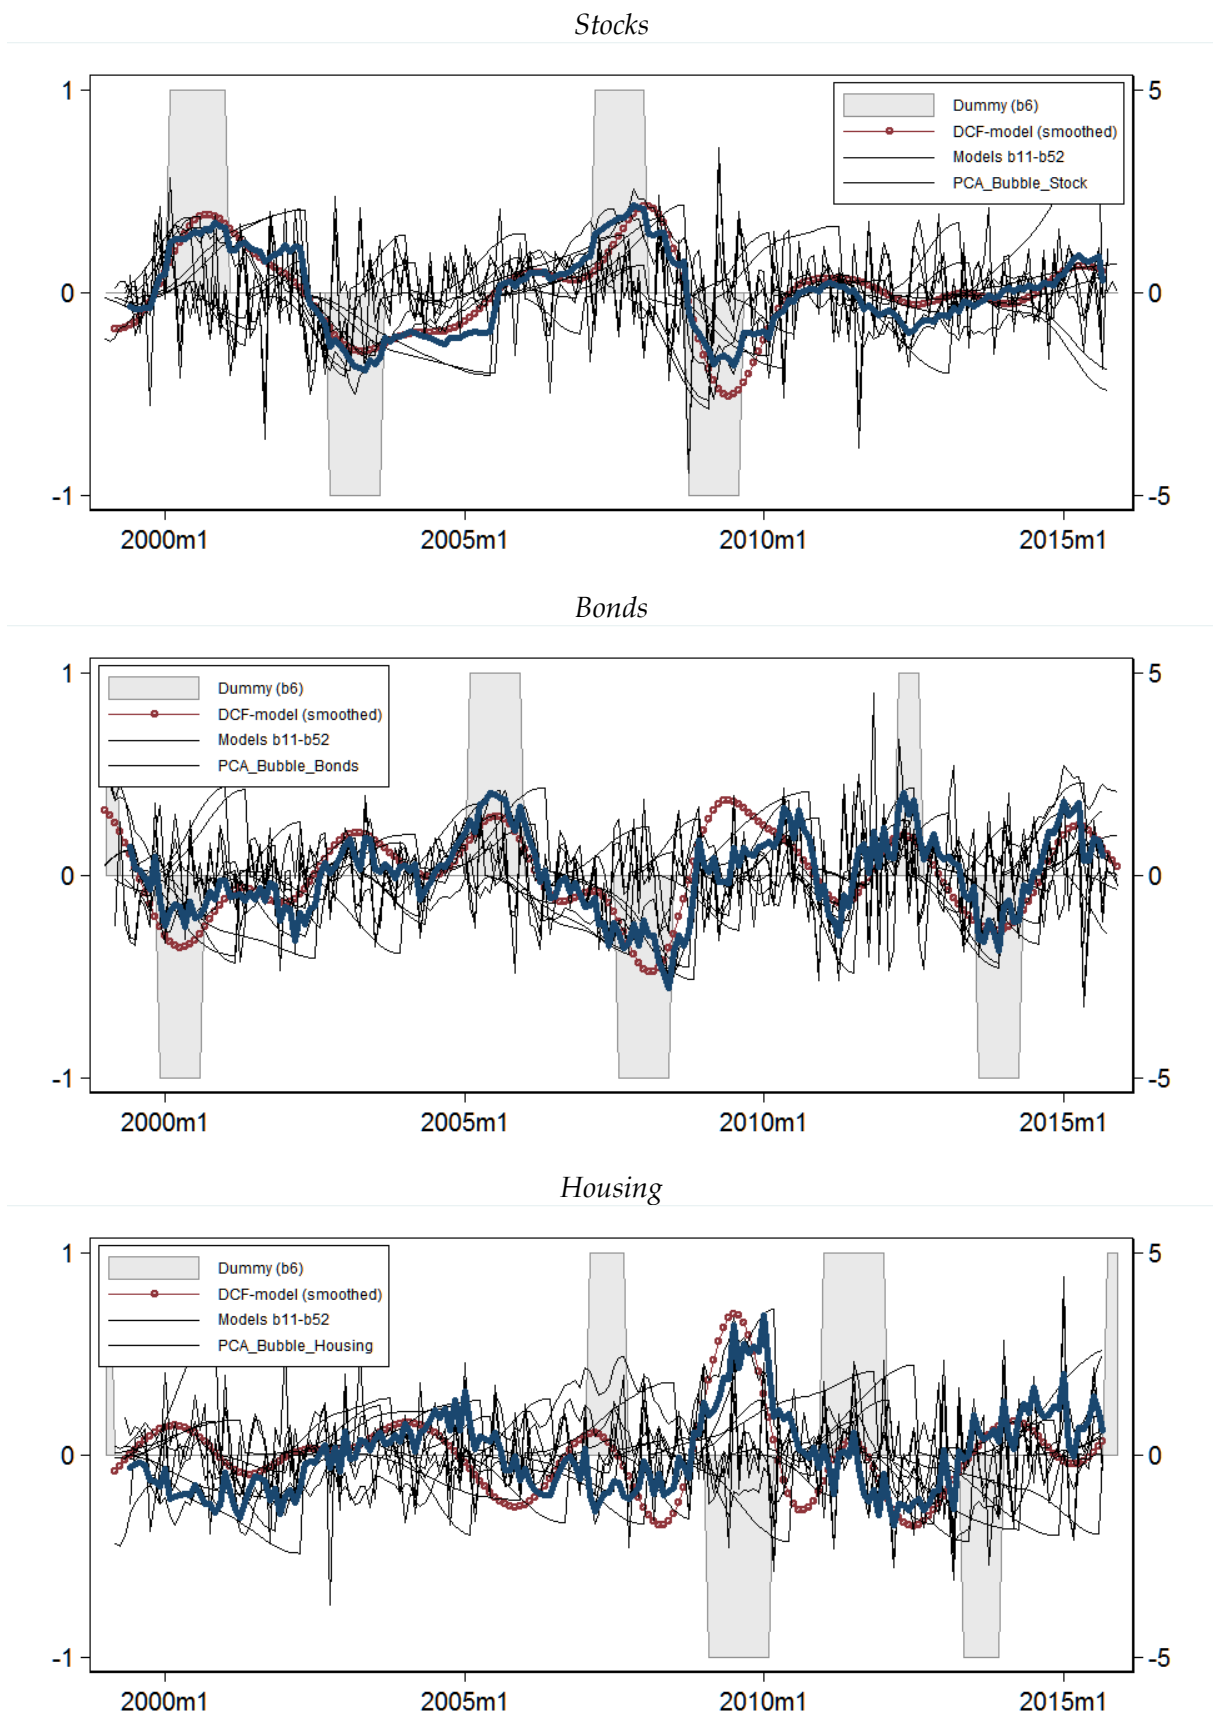 Stocks
1
0
-1
5
0
-5
Dummy (b6)
DCF-model (smoothed)
Models b11-b52
PCA_Bubble_Stock
2000m1 2005m1 2010m1 2015m1
Bonds
1
0
-1
5
0
-5
Dummy (b6)
DCF-model (smoothed)
Models b11-b52
PCA_Bubble_Bonds
2000m1 2005m1 2010m1 2015m1
Housing
1
0
-1
5
0
-5
Dummy (b6)
DCF-model (smoothed)
Models b11-b52
PCA_Bubble_Housing
2000m1 2005m1 2010m1 2015m1